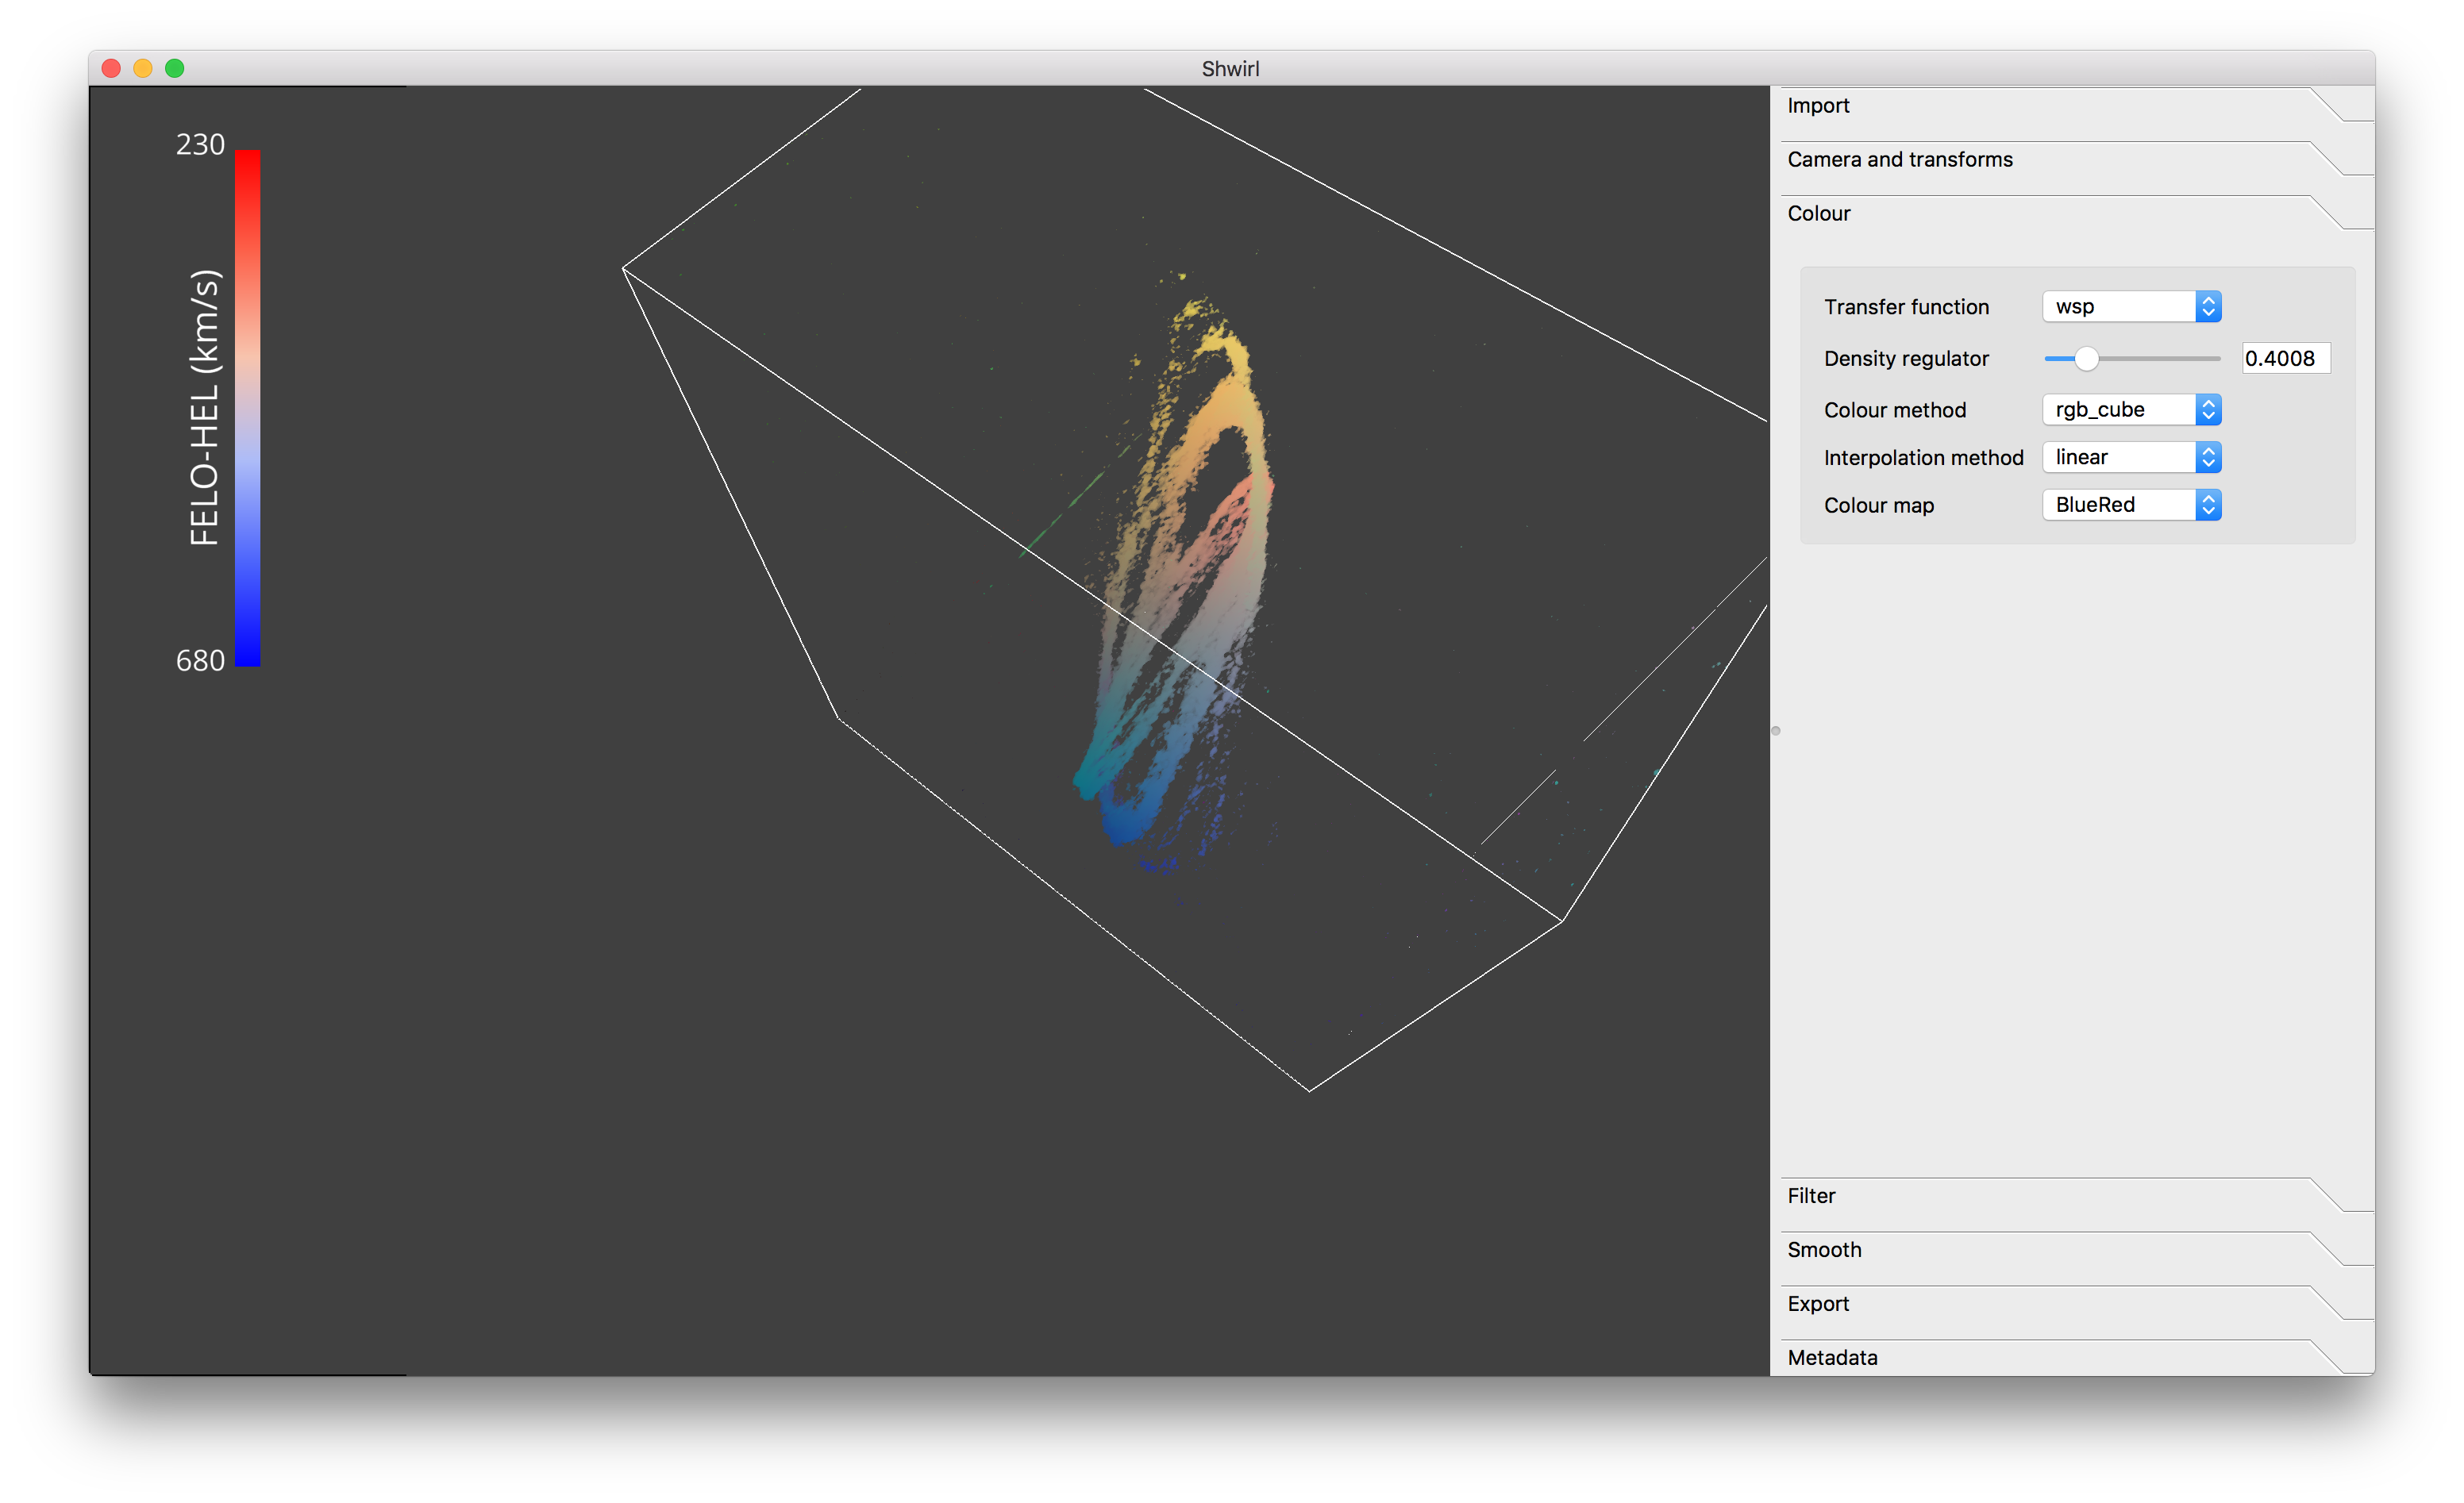 Shwirl
230
FELO-HEL (km/s)
680
Import
Camera and transforms
Colour
Transfer function wsp
Density regulator 0.4008
Colour method rgb_cube
Interpolation method linear
Colour map BlueRed
Filter
Smooth
Export
Metadata